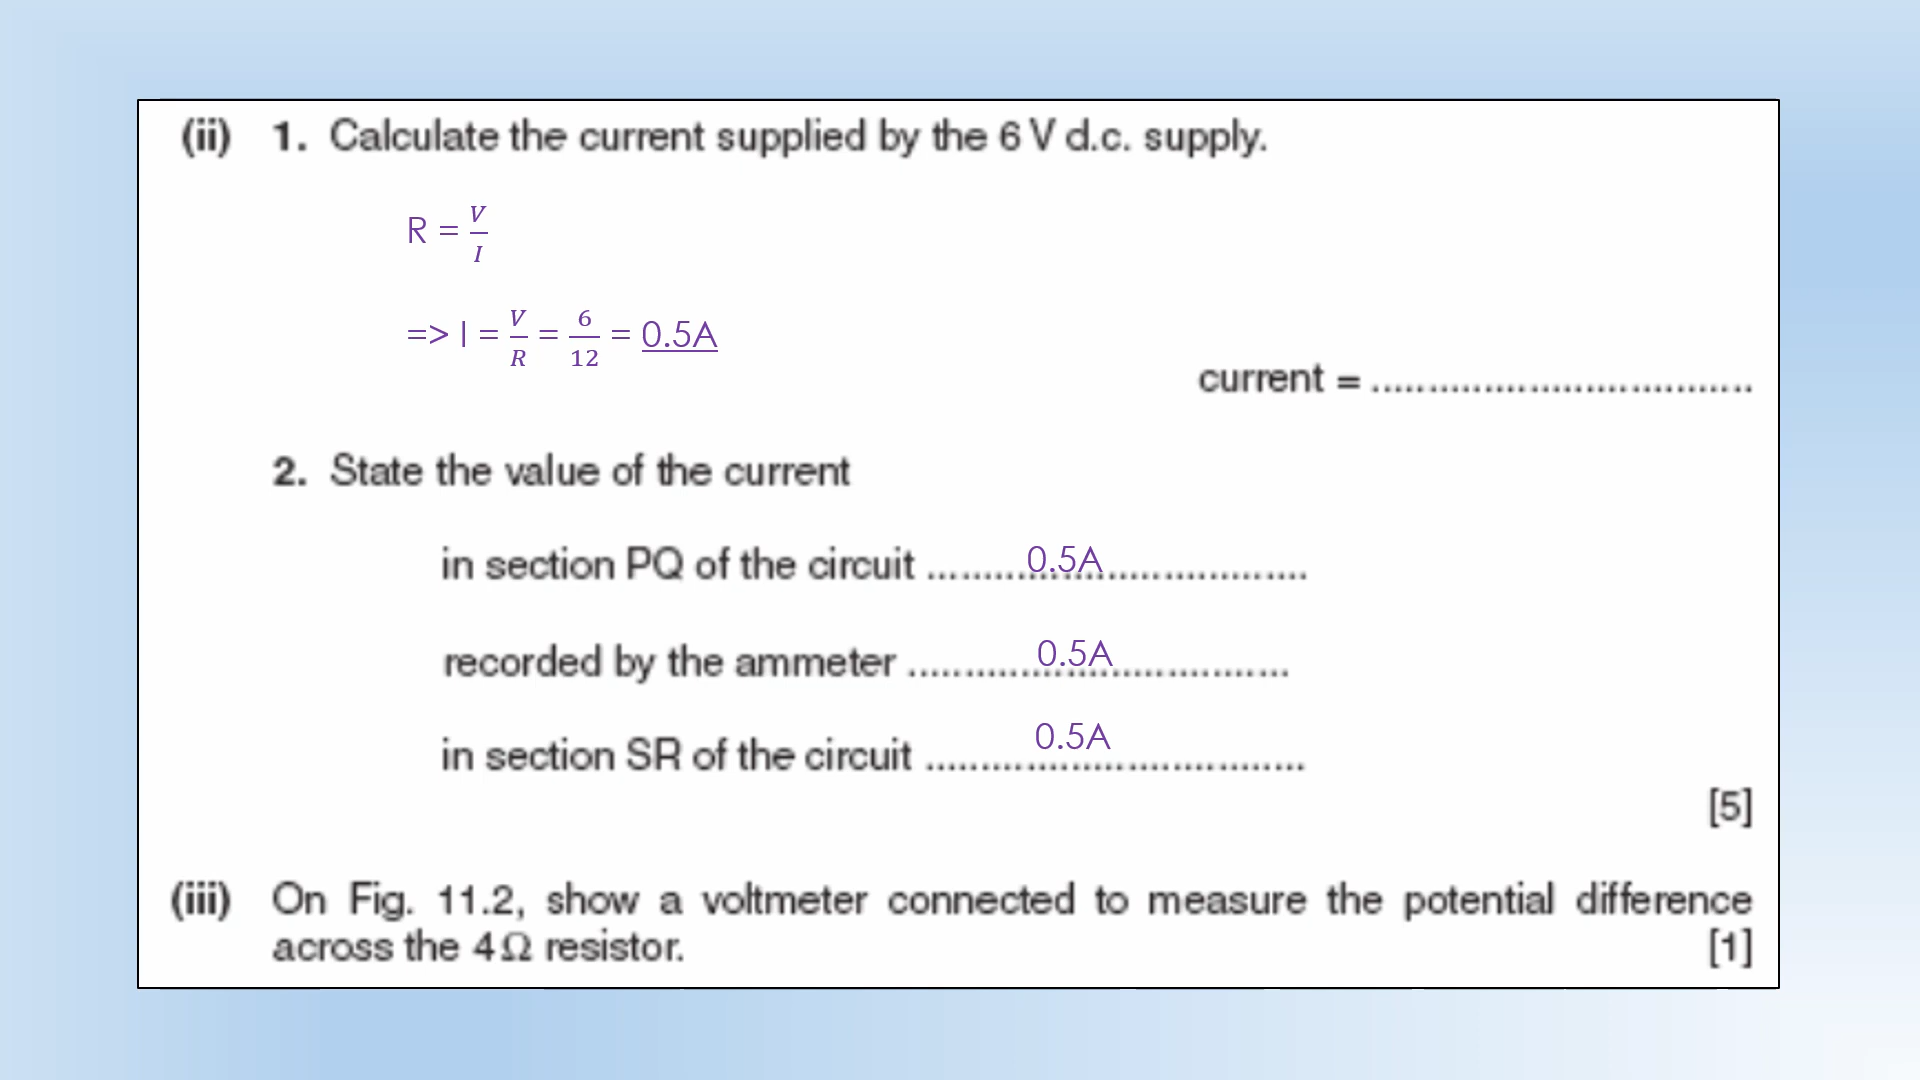 (ii) 1. Calculate the current supplied by the 6 V d.c. supply.
R = V/I
=> I = V/R = 6/12 = 0.5A
current = ..................................
2. State the value of the current
in section PQ of the circuit .......... 0.5A ..................
recorded by the ammeter .......... 0.5A ..................
in section SR of the circuit .......... 0.5A ..................
[5]
(iii) On Fig. 11.2, show a voltmeter connected to measure the potential difference
across the 4 Ω resistor. [1]